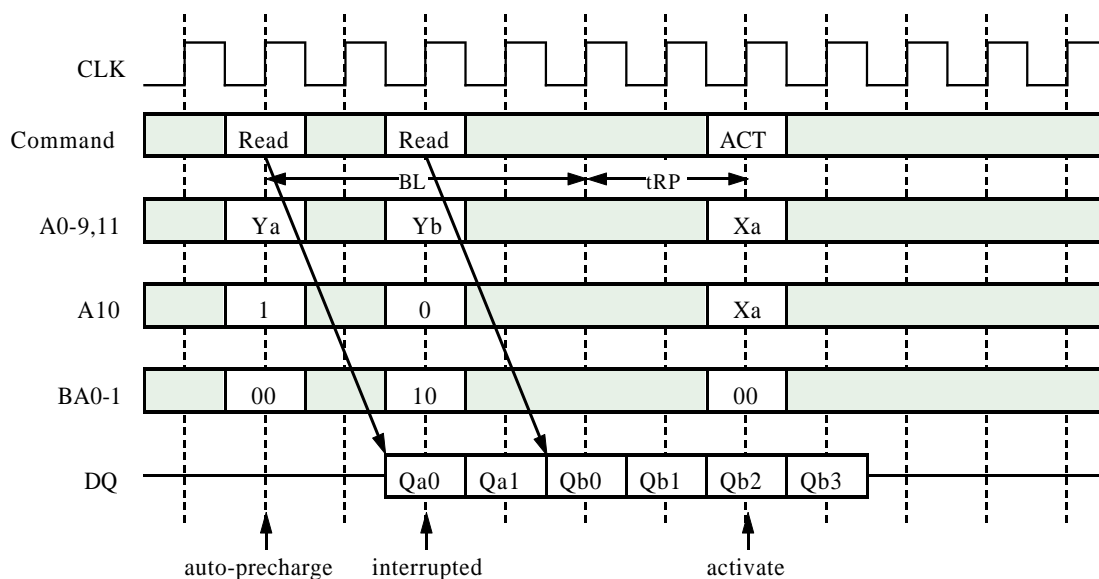 CLK
Command Read Read ACT
BL tRP
A0-9,11 Ya Yb Xa
A10 1 0 Xa
BA0-1 00 10 00
DQ Qa0 Qa1 Qb0 Qb1 Qb2 Qb3
auto-precharge interrupted activate